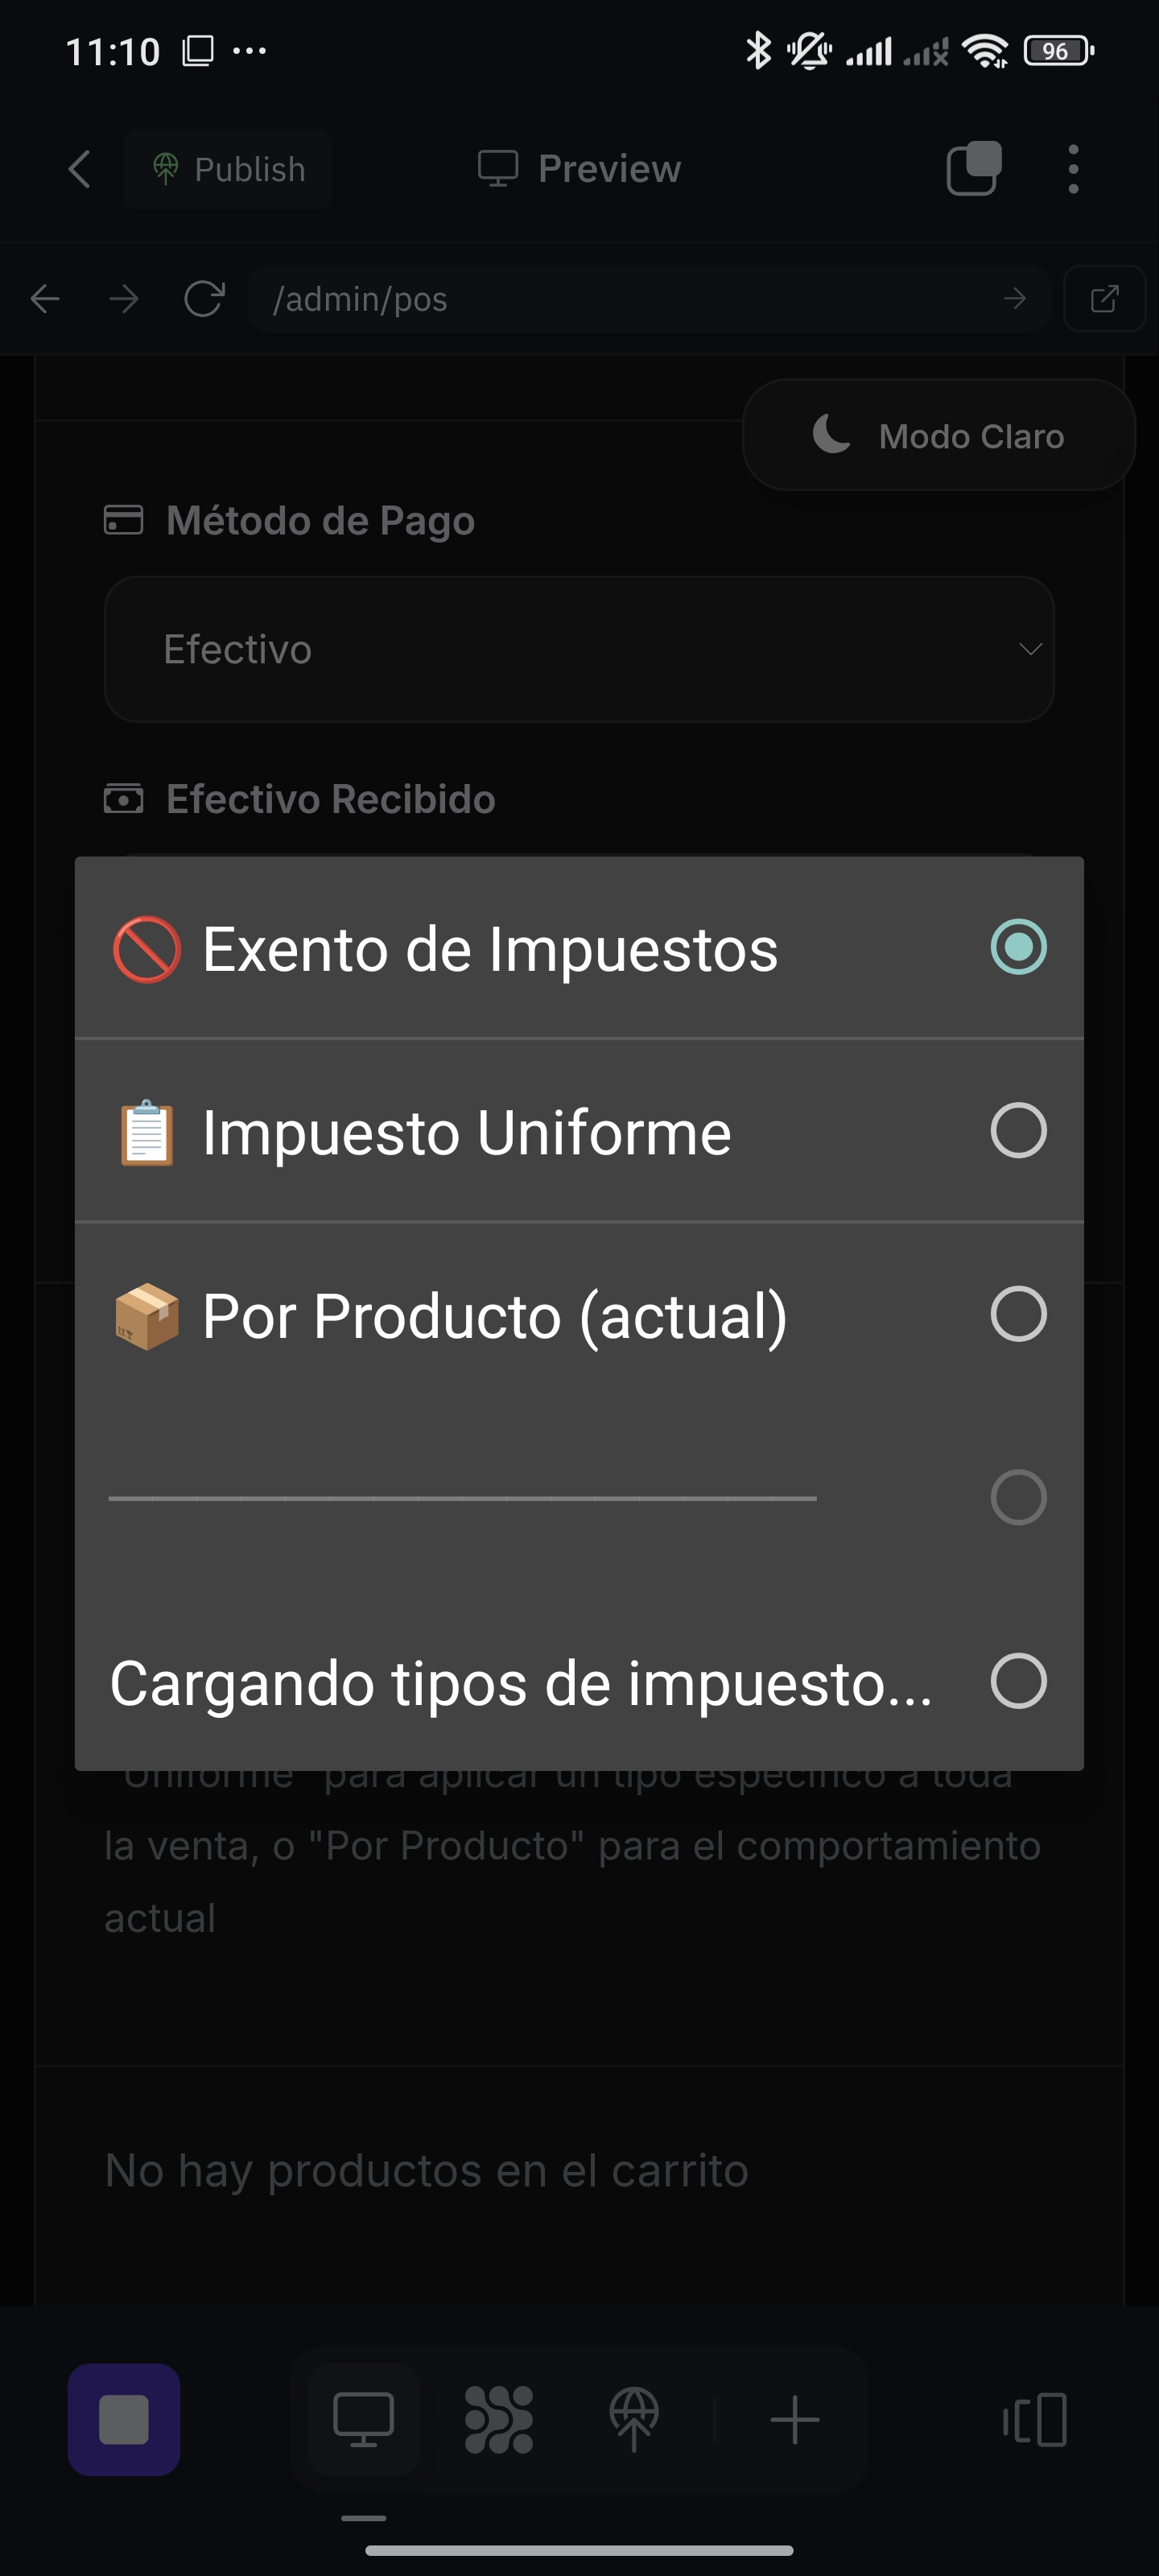 11:10
96
Publish
Preview
/admin/pos
Modo Claro
Método de Pago
Efectivo
Efectivo Recibido
Exento de Impuestos
Impuesto Uniforme
Por Producto (actual)
Cargando tipos de impuesto...
"Uniforme" para aplicar un tipo específico a toda
la venta, o "Por Producto" para el comportamiento
actual
No hay productos en el carrito